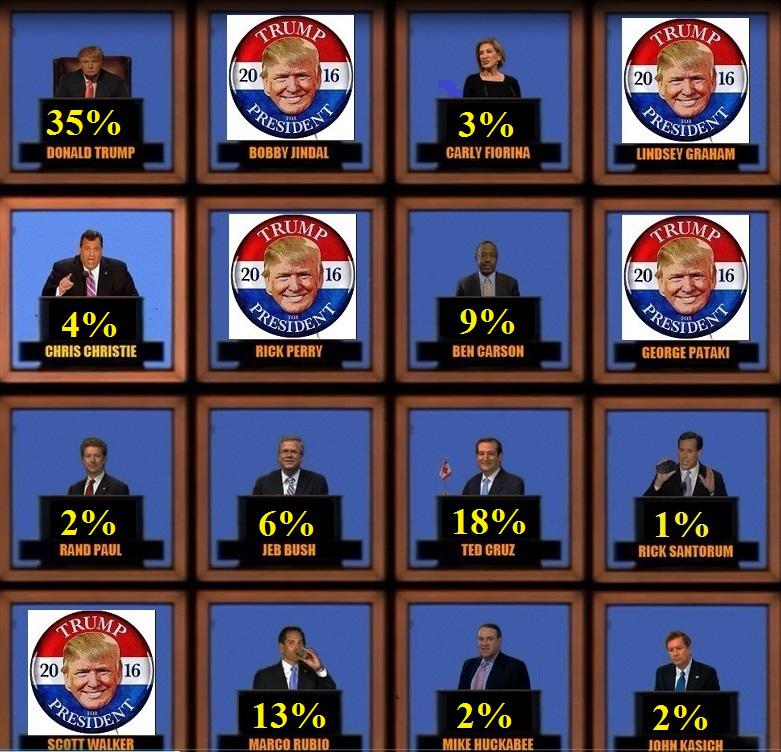 35%
DONALD TRUMP
TRUMP
20 16
FOR
PRESIDENT
BOBBY JINDAL
3%
CARLY FIORINA
TRUMP
20 16
FOR
PRESIDENT
LINDSEY GRAHAM
4%
CHRIS CHRISTIE
TRUMP
20 16
FOR
PRESIDENT
RICK PERRY
9%
BEN CARSON
TRUMP
20 16
FOR
PRESIDENT
GEORGE PATAKI
2%
RAND PAUL
6%
JEB BUSH
18%
TED CRUZ
1%
RICK SANTORUM
TRUMP
20 16
FOR
PRESIDENT
SCOTT WALKER
13%
MARCO RUBIO
2%
MIKE HUCKABEE
2%
JOHN KASICH